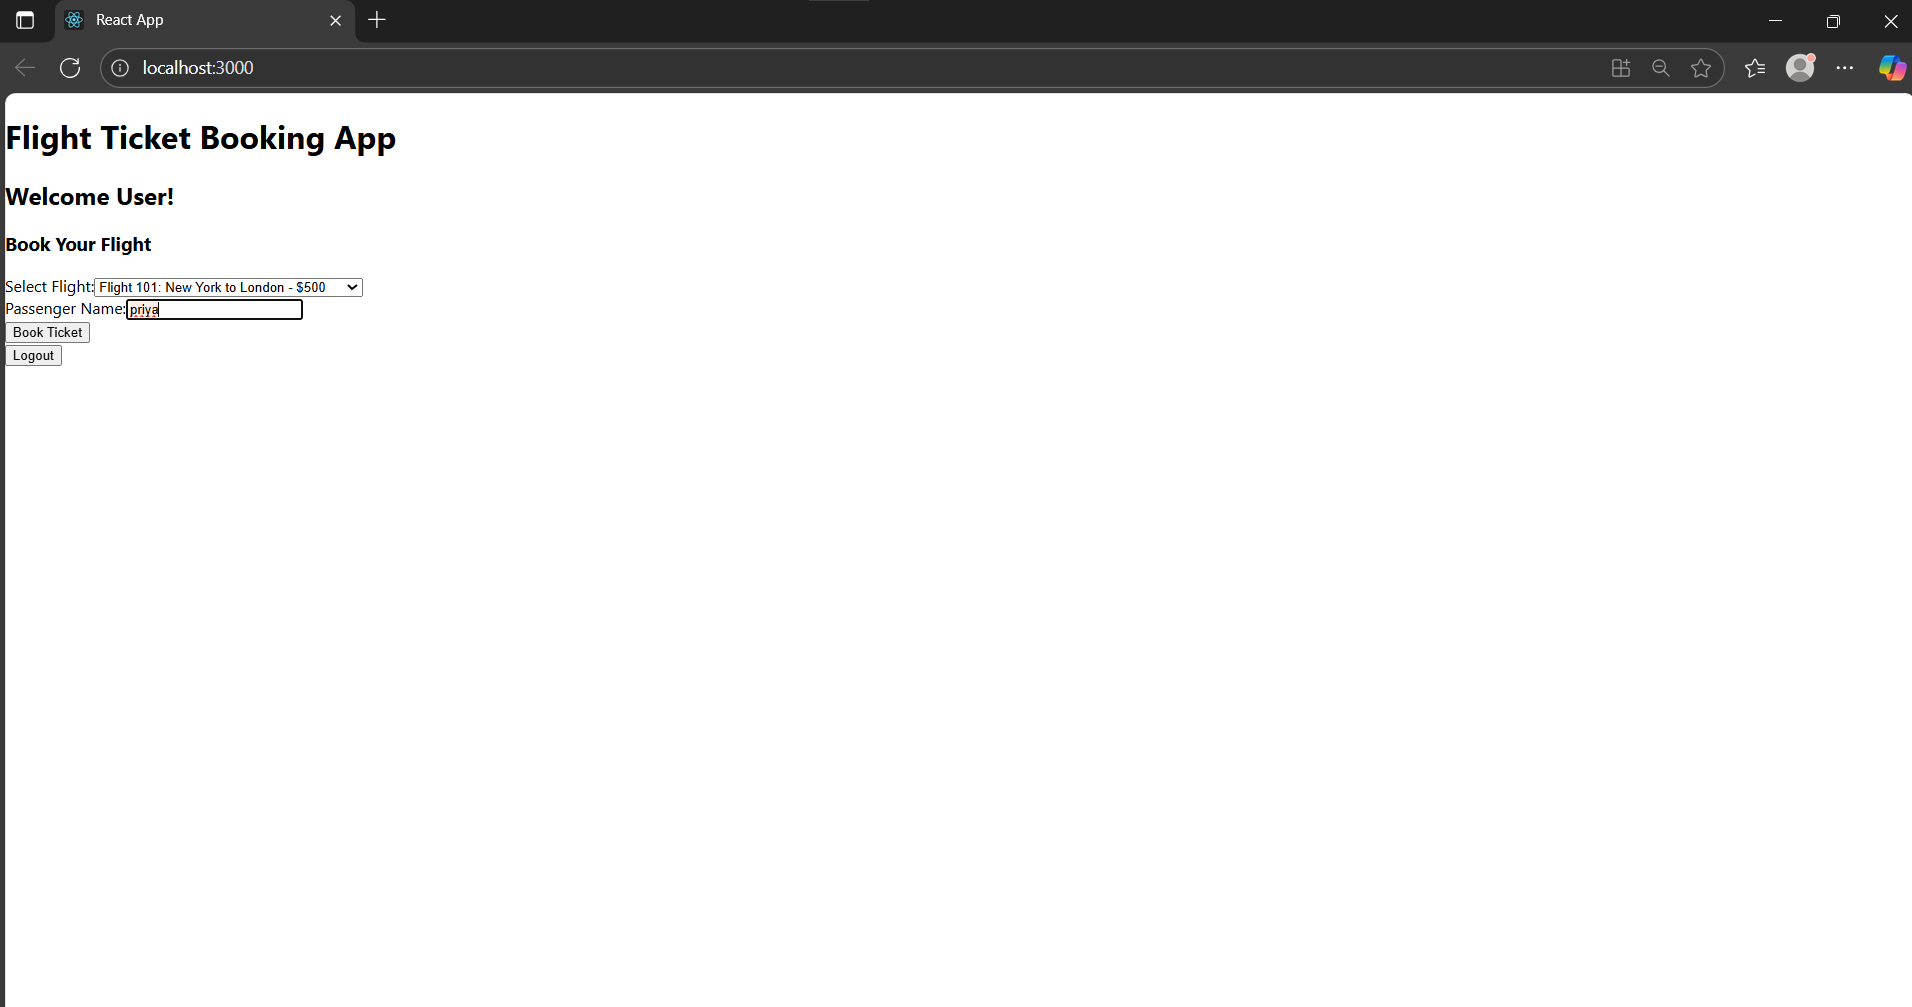 React App
localhost:3000
Flight Ticket Booking App
Welcome User!
Book Your Flight
Select Flight: Flight 101: New York to London - $500
Passenger Name: priya
Book Ticket
Logout